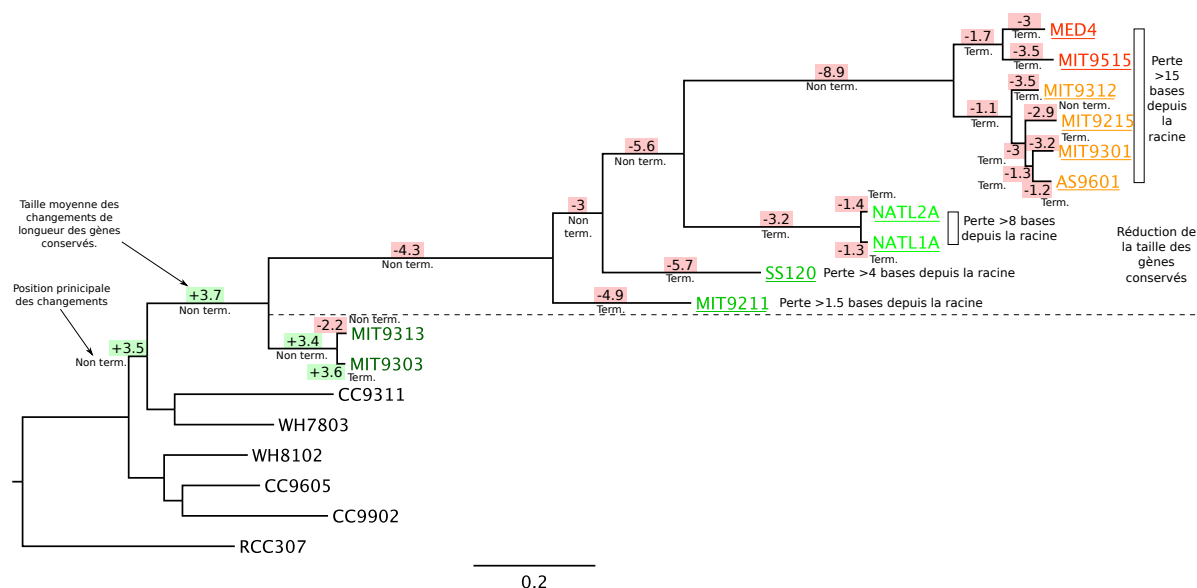 -3
Term.
MED4
-1.7
Term.
-3.5
Term.
MIT9515
-8.9
Non term.
-3.5
Term.
MIT9312
Non term.
-1.1
Term.
-2.9
MIT9215
Term.
-3
Term.
-3.2
MIT9301
-1.3
Term.
-1.2
AS9601
Term.
Perte
>15
bases
depuis
la
racine
-5.6
Non term.
Term.
-1.4
NATL2A
-3.2
Term.
-1.3
NATL1A
Term.
Perte >8 bases
depuis la racine
-3
Non
term.
Réduction de
la taille des
gènes
conservés
Taille moyenne des
changements de
longueur des gènes
conservés.
-4.3
Non term.
-5.7
Term.
SS120
Perte >4 bases depuis la racine
-4.9
Term.
MIT9211
Perte >1.5 bases depuis la racine
Position prinicipale
des changements
+3.7
Non term.
Non term.
-2.2
MIT9313
+3.4
Non term.
+3.5
Non term.
MIT9303
+3.6
Term.
CC9311
WH7803
WH8102
CC9605
CC9902
RCC307
0.2